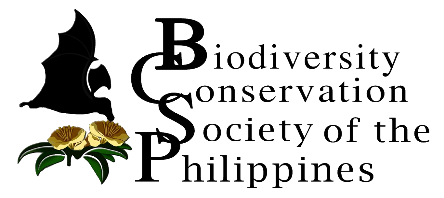 Biodiversity
Conservation
Society of the
Philippines